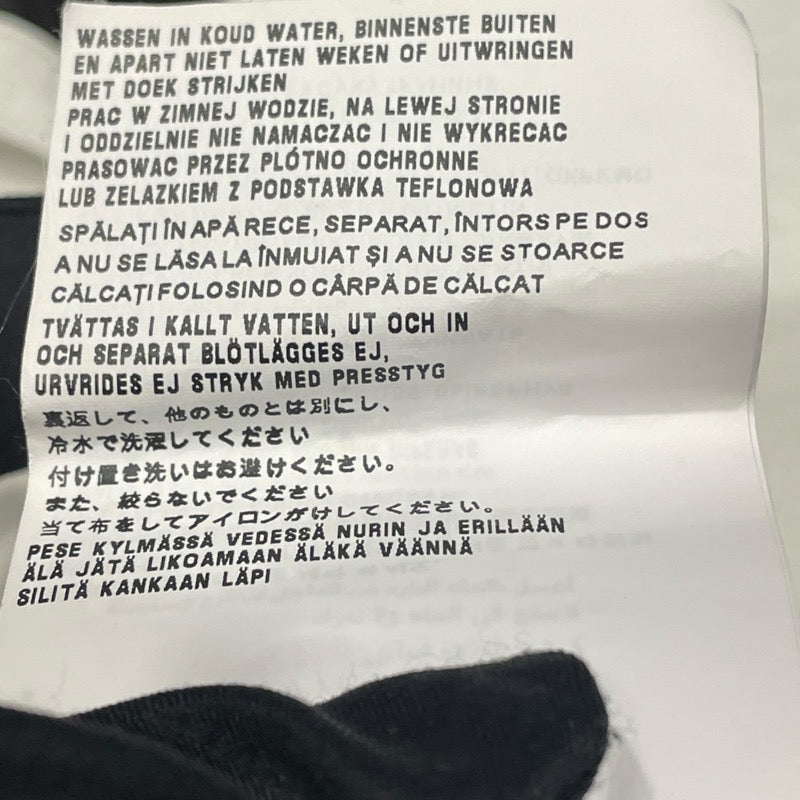 WASSEN IN KOUD WATER, BINNENSTE BUITEN
EN APART NIET LATEN WEKEN OF UITWRINGEN
MET DOEK STRIJKEN
PRAC W ZIMNEJ WODZIE, NA LEWEJ STRONIE
I ODDZIELNIE NIE NAMACZAC I NIE WYKRECAC
PRASOWAC PRZEZ PLÓTNO OCHRONNE
LUB ZELAZKIEM Z PODSTAWKA TEFLONOWA
SPĂLAȚI ÎN APĂ RECE, SEPARAT, ÎNTORS PE DOS
A NU SE LĂSA LA ÎNMUIAT ȘI A NU SE STOARCE
CĂLCAȚI FOLOSIND O CÂRPĂ DE CĂLCAT
TVÄTTAS I KALLT VATTEN, UT OCH IN
OCH SEPARAT BLÖTLÄGGES EJ,
URVRIDES EJ STRYK MED PRESSTYG
裏返して、他のものとは別にし、
冷水で洗濯してください
付け置き洗いはお避けください。
また、絞らないでください
当て布をしてアイロンがけしてください。
PESE KYLMÄSSÄ VEDESSÄ NURIN JA ERILLÄÄN
ÄLÄ JÄTÄ LIKOAMAAN ÄLÄKÄ VÄÄNNÄ
SILITÄ KANKAAN LÄPI